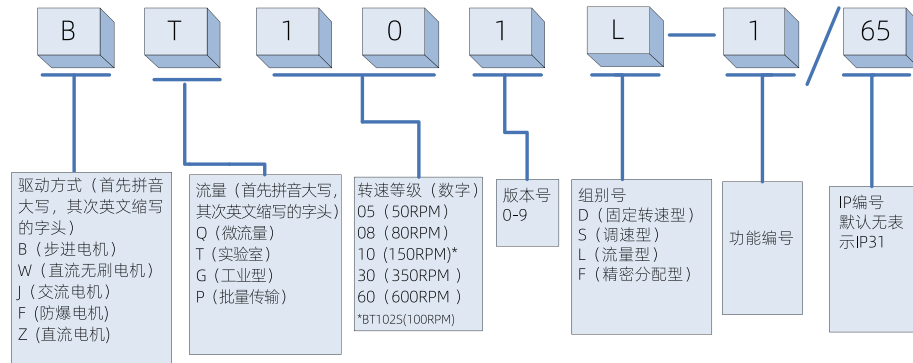 B T 1 0 1 L - 1 / 65
驱动方式（首先拼音
大写，其次英文缩写
的字头）
B（步进电机）
W（直流无刷电机）
J（交流电机）
F（防爆电机）
Z（直流电机）
流量（首先拼音大写，
其次英文缩写的字头）
Q（微流量）
T（实验室）
G（工业型）
P（批量传输）
转速等级（数字）
05（50RPM）
08（80RPM）
10（150RPM)*
30（350RPM ）
60（600RPM ）
*BT102S(100RPM)
版本号
0-9
组别号
D（固定转速型）
S（调速型）
L（流量型）
F（精密分配型）
功能编号
IP编号
默认无表
示IP31